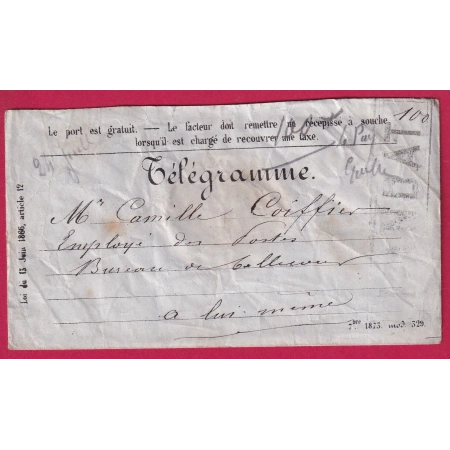 Le port est gratuit. — Le facteur doit remettre un récépissé à souche
lorsqu'il est chargé de recouvrer une taxe.
100
Télégramme.
Loi du 15 Juin 1866, article 12
Mr Camille Coiffier
Employé des Postes
Bureau de
a lui même
7bre 1873. mod. 529.